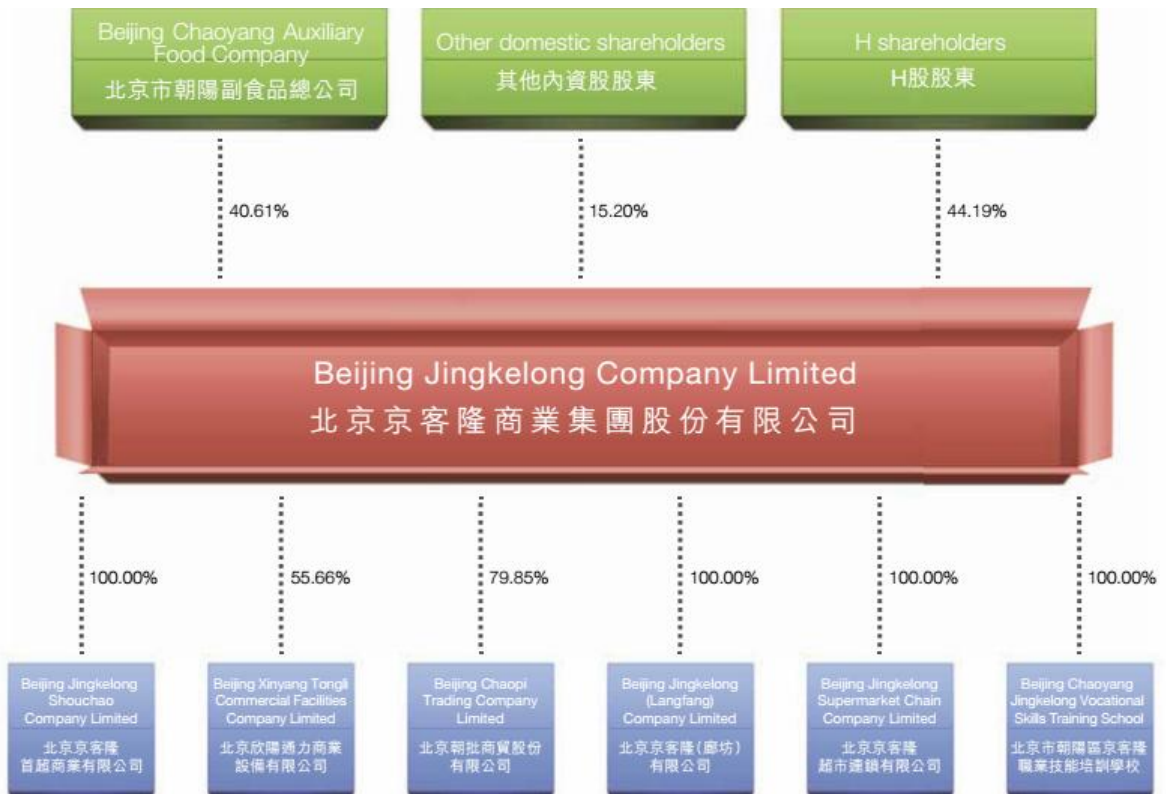 Beijing Chaoyang Auxiliary
Food Company
北京市朝陽副食品總公司
Other domestic shareholders
其他內資股股東
H shareholders
H股股東
40.61%
15.20%
44.19%
Beijing Jingkelong Company Limited
北京京客隆商業集團股份有限公司
100.00%
55.66%
79.85%
100.00%
100.00%
100.00%
Beijing Jingkelong
Shouchao
Company Limited
北京京客隆
首超商業有限公司
Beijing Xinyang Tongli
Commercial Facilities
Company Limited
北京欣陽通力商業
設備有限公司
Beijing Chaopi
Trading Company
Limited
北京朝批商貿股份
有限公司
Beijing Jingkelong
(Langfang)
Company Limited
北京京客隆(廊坊)
有限公司
Beijing Jingkelong
Supermarket Chain
Company Limited
北京京客隆
超市連鎖有限公司
Beijing Chaoyang
Jingkelong Vocational
Skills Training School
北京市朝陽區京客隆
職業技能培訓學校